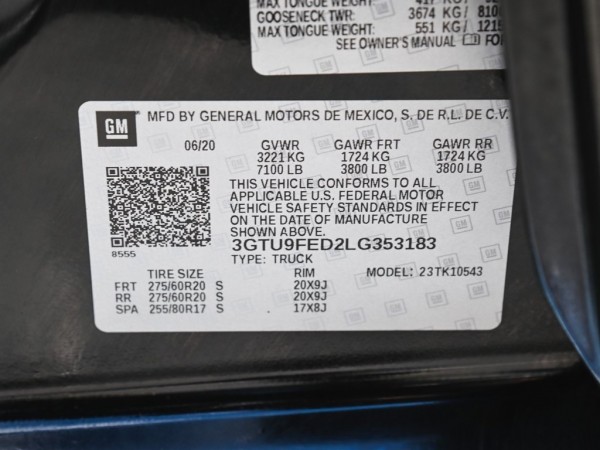 MAX TONGUE WEIGHT 417 KG/
GOOSENECK TWR: 3674 KG/ 810
MAX TONGUE WEIGHT: 551 KG/ 1215
SEE OWNER'S MANUAL FO
GM
MFD BY GENERAL MOTORS DE MEXICO, S. DE R.L. DE C.V.
06/20 GVWR GAWR FRT GAWR RR
3221 KG 1724 KG 1724 KG
7100 LB 3800 LB 3800 LB
THIS VEHICLE CONFORMS TO ALL
APPLICABLE U.S. FEDERAL MOTOR
VEHICLE SAFETY STANDARDS IN EFFECT
ON THE DATE OF MANUFACTURE
SHOWN ABOVE.
3GTU9FED2LG353183
8555
TYPE: TRUCK MODEL: 23TK10543
TIRE SIZE RIM
FRT 275/60R20 S 20X9J
RR 275/60R20 S 20X9J
SPA 255/80R17 S 17X8J